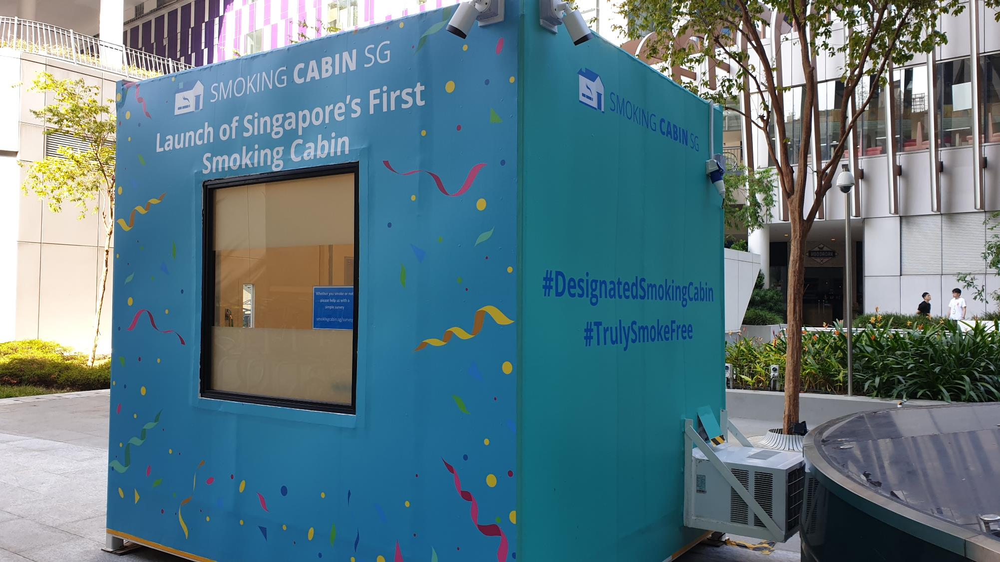 SMOKING CABIN SG
Launch of Singapore's First
Smoking Cabin
Whether you smoke or not
please help us with a
simple survey
smokingcabin.sg/survey
SMOKING CABIN SG
#DesignatedSmokingCabin
#TrulySmokeFree
HODDADAK